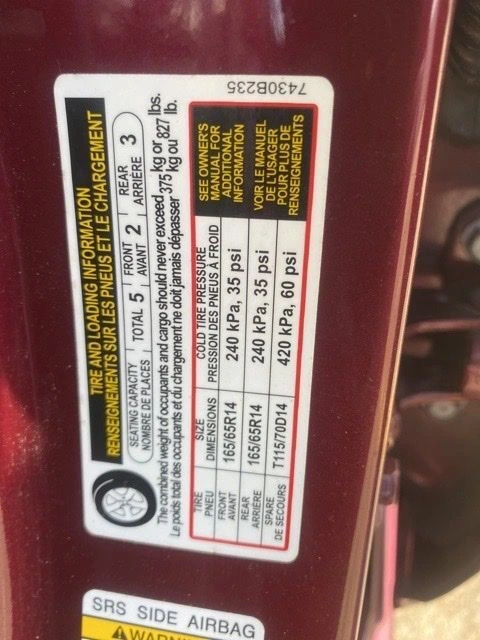 TIRE AND LOADING INFORMATION
RENSEIGNEMENTS SUR LES PNEUS ET LE CHARGEMENT
SEATING CAPACITY
NOMBRE DE PLACES
TOTAL 5
FRONT
AVANT 2
REAR
ARRIÈRE 3
The combined weight of occupants and cargo should never exceed 375 kg or 827 lbs.
Le poids total des occupants et du chargement ne doit jamais dépasser 375 kg ou 827 lb.
TIRE
PNEU
SIZE
DIMENSIONS
COLD TIRE PRESSURE
PRESSION DES PNEUS À FROID
FRONT
AVANT
165/65R14
240 kPa, 35 psi
REAR
ARRIÈRE
165/65R14
240 kPa, 35 psi
SPARE
DE SECOURS
T115/70D14
420 kPa, 60 psi
SEE OWNER'S
MANUAL FOR
ADDITIONAL
INFORMATION
VOIR LE MANUEL
DE L'USAGER
POUR PLUS DE
RENSEIGNEMENTS
7430B235
SRS SIDE AIRBAG